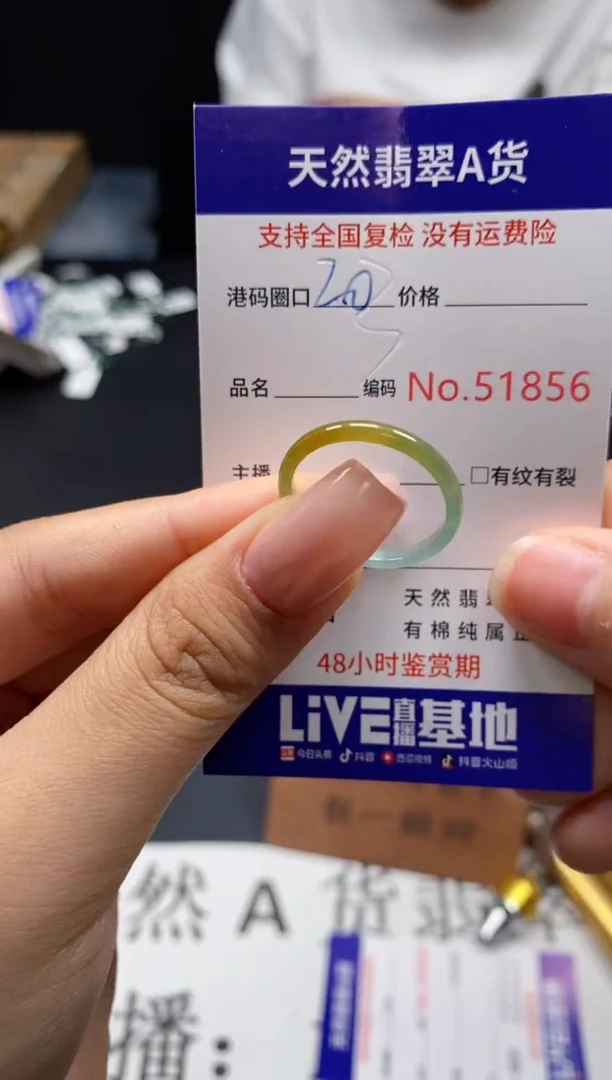 天然翡翠A货
支持全国复检 没有运费险
港码圈口 20 价格
品名 编码 No.51856
主播 □有纹有裂
天然翡
有棉纯属
48小时鉴赏期
LiVE直播基地
今日头条 抖音 西瓜视频 抖音火山版
然A货翡翠
播：